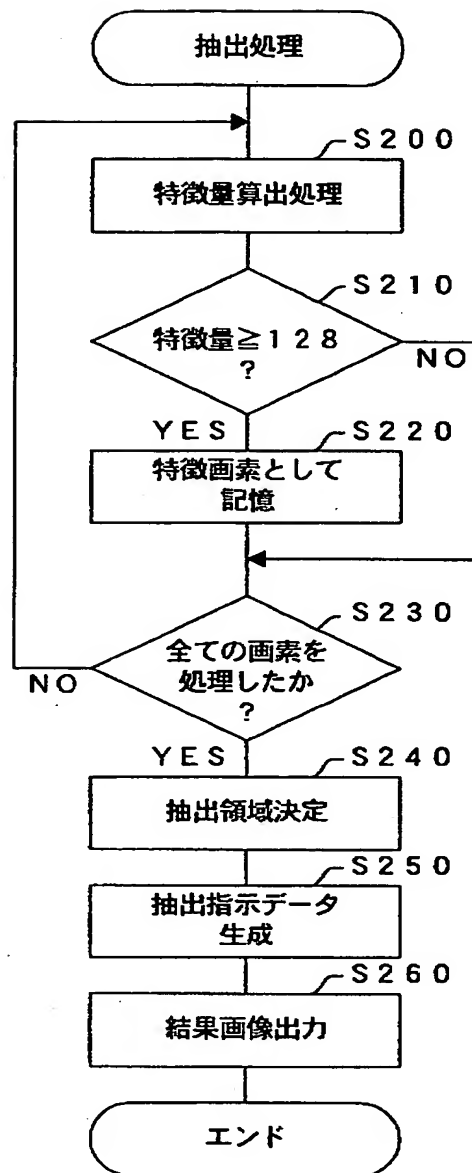 抽出処理
S200
特徴量算出処理
S210
特徴量≧128
?
NO
YES
S220
特徴画素として
記憶
S230
全ての画素を
処理したか
?
NO
YES
S240
抽出領域決定
S250
抽出指示データ
生成
S260
結果画像出力
エンド